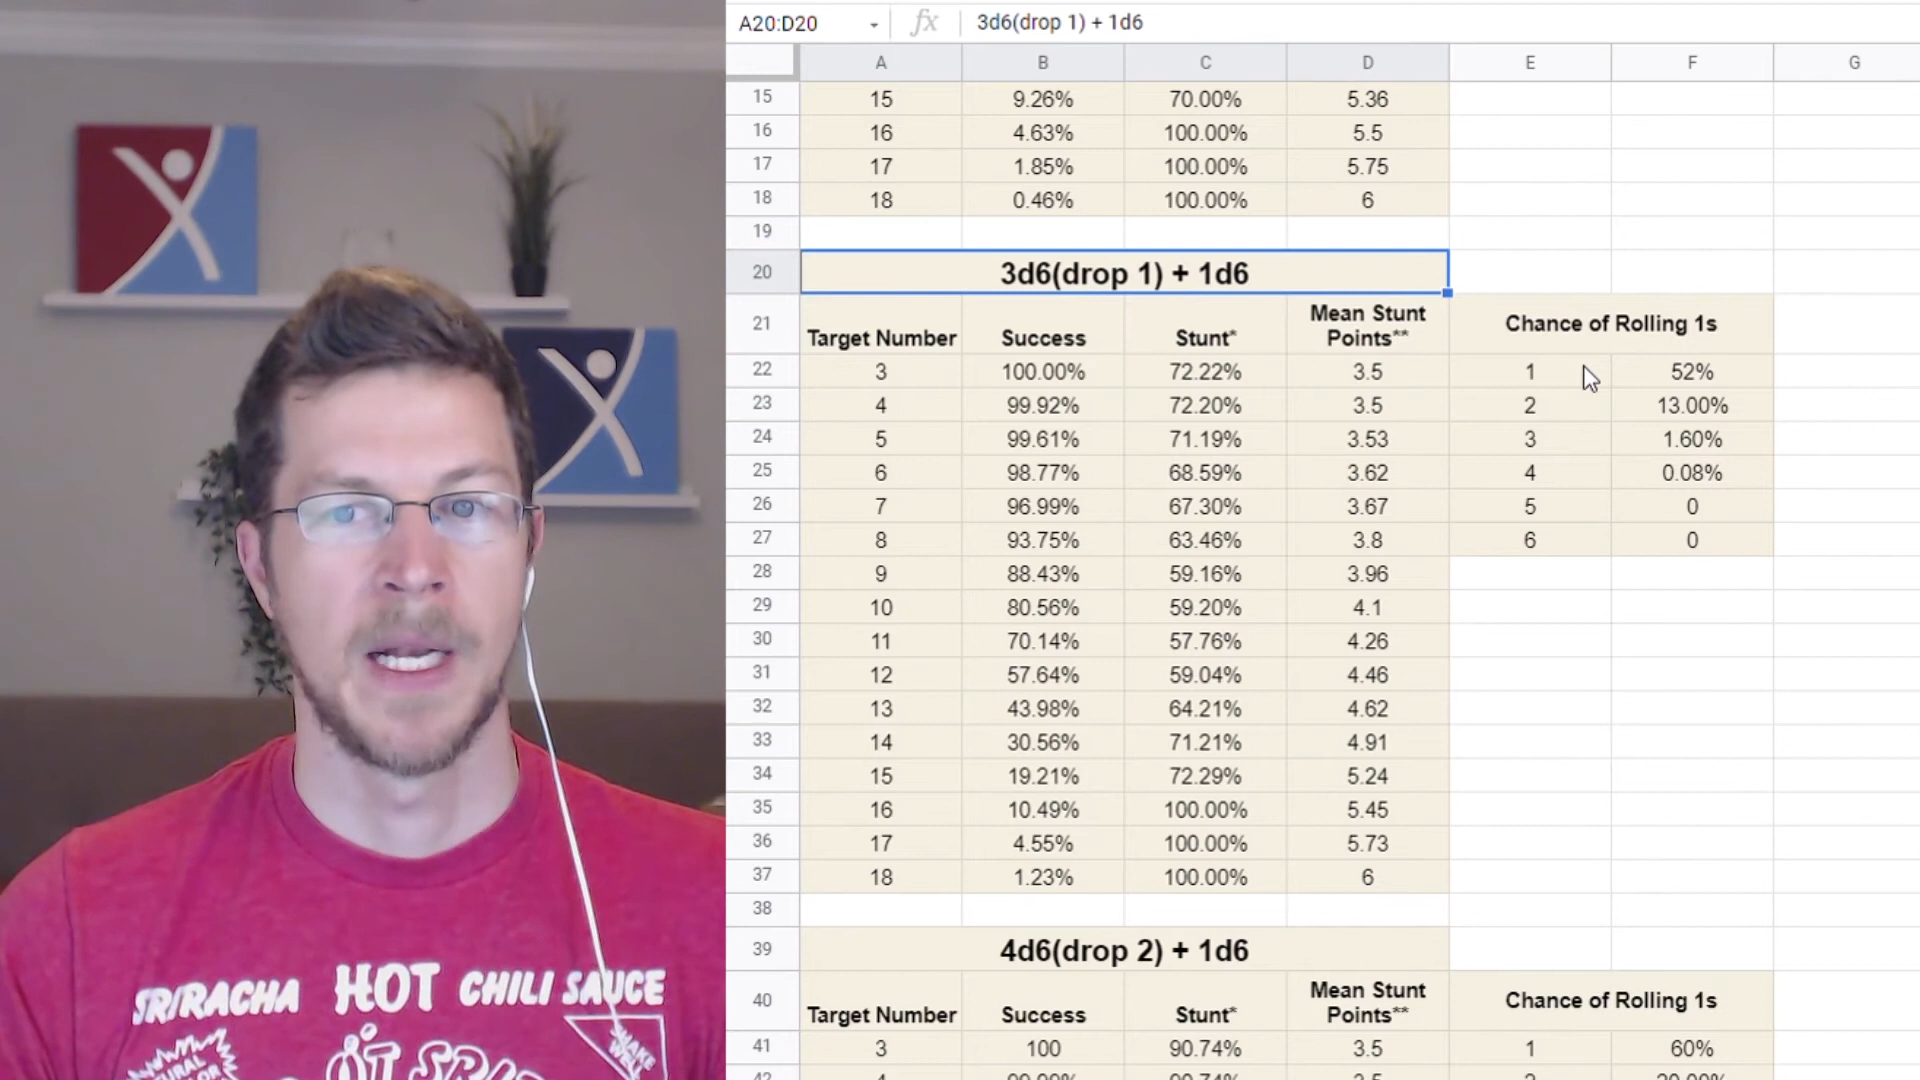 A20:D20 fx 3d6(drop 1) + 1d6
A B C D E F G
15 15 9.26% 70.00% 5.36
16 16 4.63% 100.00% 5.5
17 17 1.85% 100.00% 5.75
18 18 0.46% 100.00% 6
19
20 3d6(drop 1) + 1d6
21 Target Number Success Stunt* Mean Stunt Points** Chance of Rolling 1s
22 3 100.00% 72.22% 3.5 1 52%
23 4 99.92% 72.20% 3.5 2 13.00%
24 5 99.61% 71.19% 3.53 3 1.60%
25 6 98.77% 68.59% 3.62 4 0.08%
26 7 96.99% 67.30% 3.67 5 0
27 8 93.75% 63.46% 3.8 6 0
28 9 88.43% 59.16% 3.96
29 10 80.56% 59.20% 4.1
30 11 70.14% 57.76% 4.26
31 12 57.64% 59.04% 4.46
32 13 43.98% 64.21% 4.62
33 14 30.56% 71.21% 4.91
34 15 19.21% 72.29% 5.24
35 16 10.49% 100.00% 5.45
36 17 4.55% 100.00% 5.73
37 18 1.23% 100.00% 6
38
39 4d6(drop 2) + 1d6
40 Target Number Success Stunt* Mean Stunt Points** Chance of Rolling 1s
41 3 100 90.74% 3.5 1 60%
SRIRACHA HOT CHILI SAUCE
SHAKE
WELL